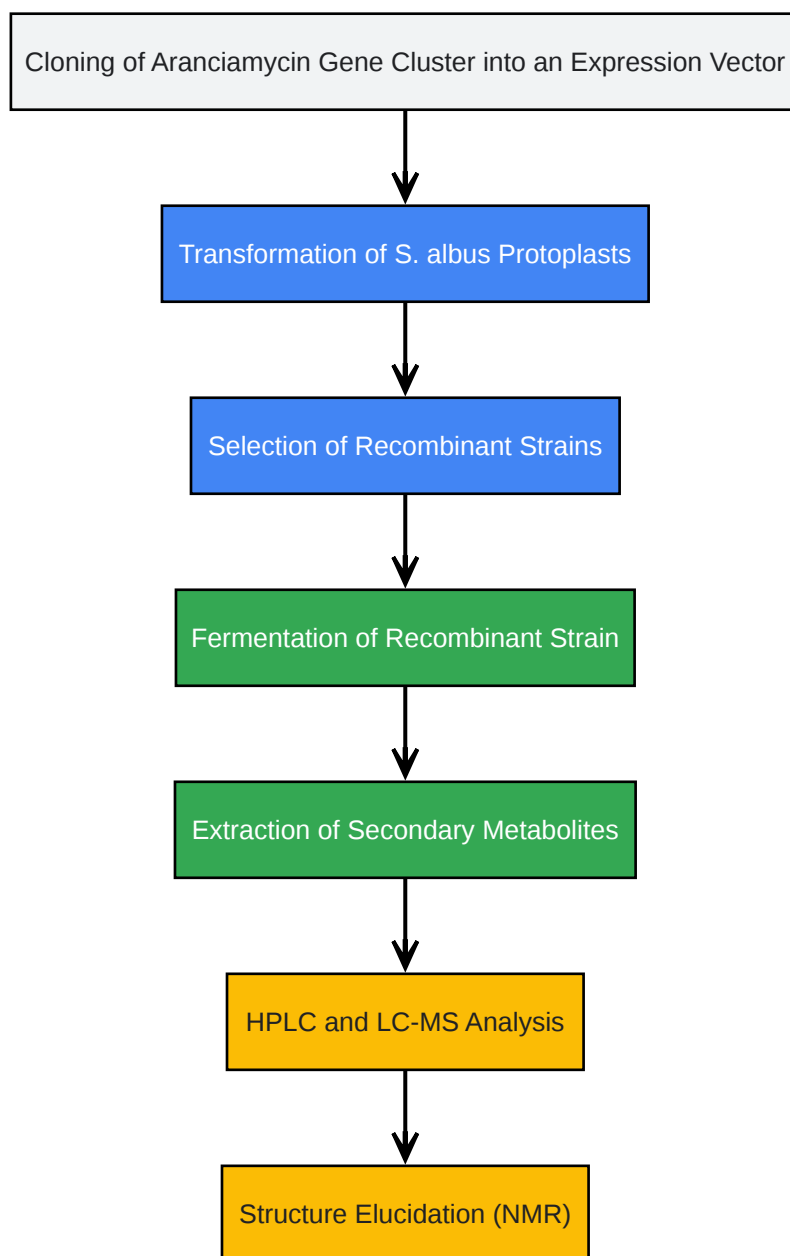 Cloning of Aranciamycin Gene Cluster into an Expression Vector
Transformation of S. albus Protoplasts
Selection of Recombinant Strains
Fermentation of Recombinant Strain
Extraction of Secondary Metabolites
HPLC and LC-MS Analysis
Structure Elucidation (NMR)